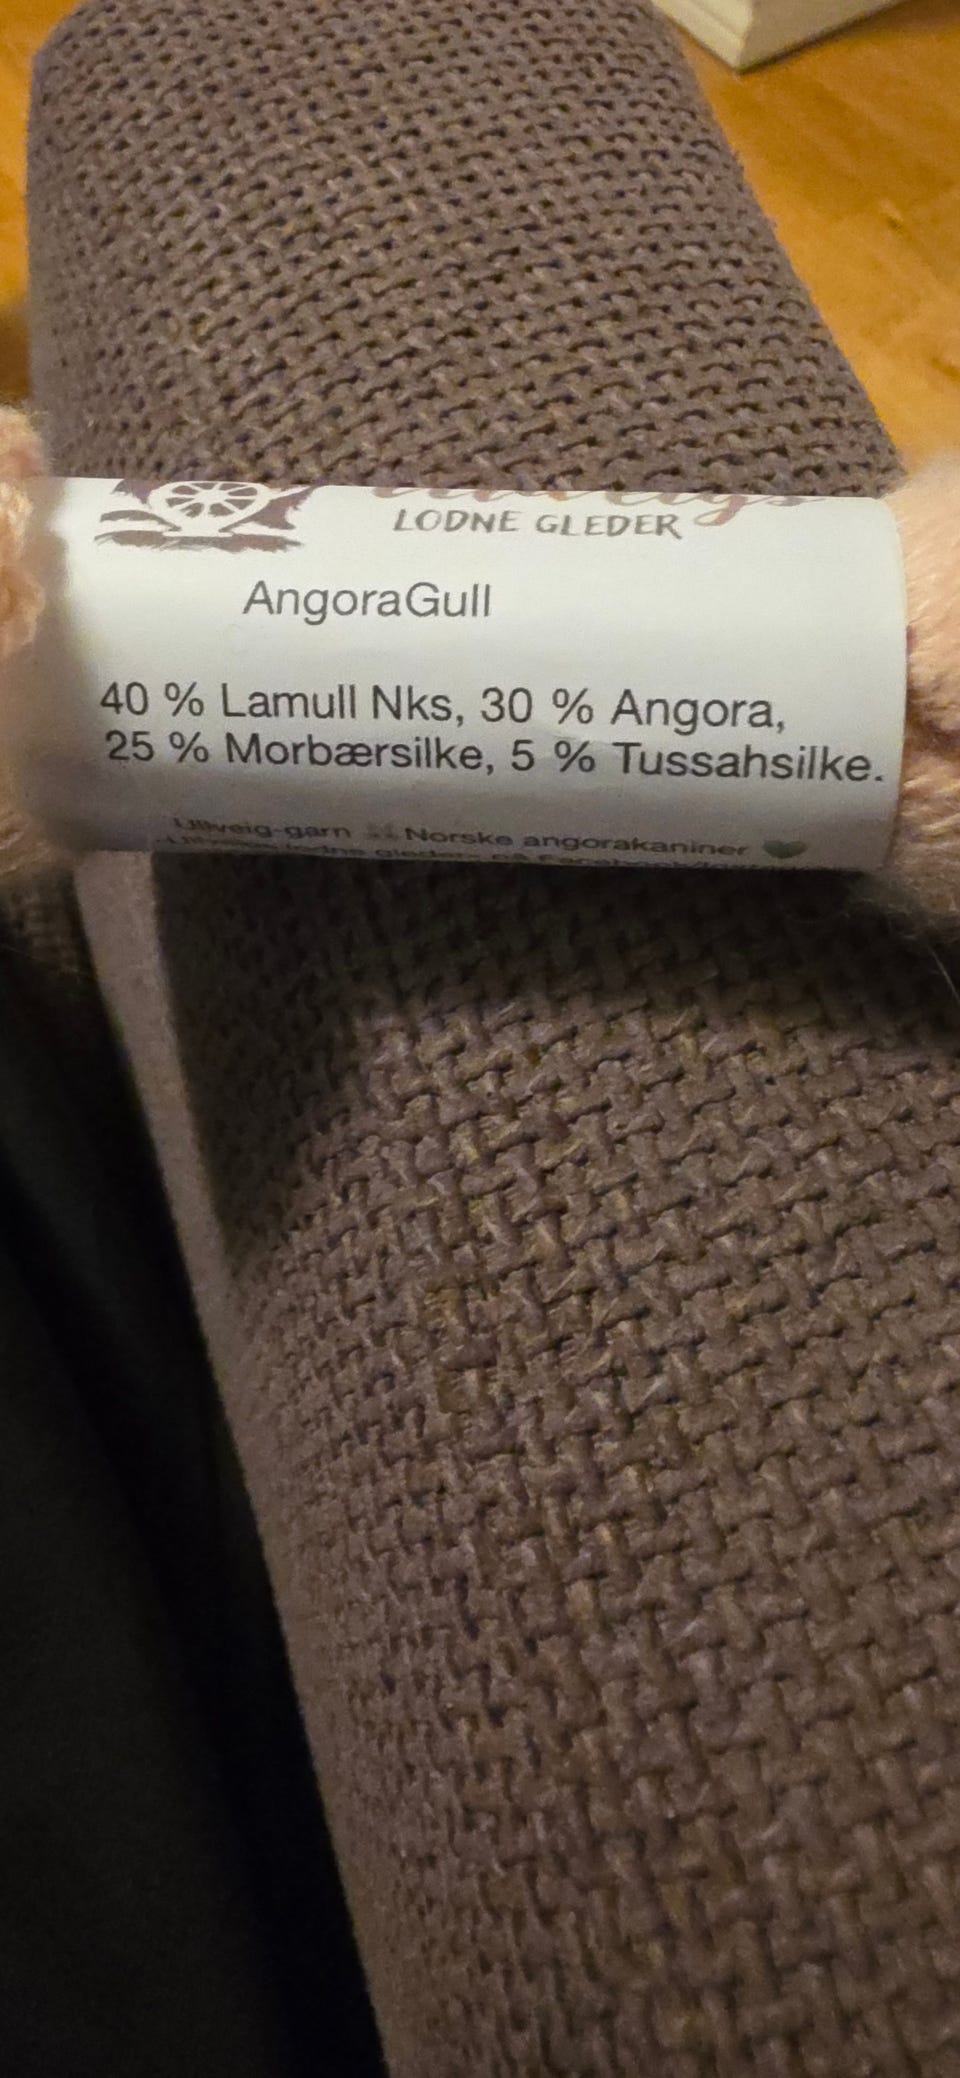 LODNE GLEDER
AngoraGull
40 % Lamull Nks, 30 % Angora,
25 % Morbærsilke, 5 % Tussahsilke.
Ullveig-garn Norske angorakaniner